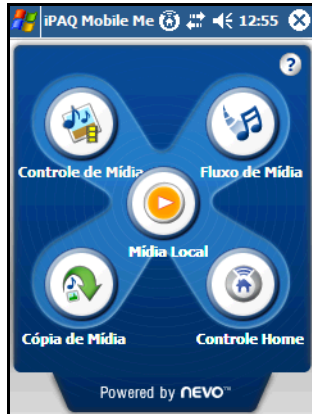 iPAQ Mobile Me 12:55
?
Controle de Mídia
Fluxo de Mídia
Mídia Local
Cópia de Mídia
Controle Home
Powered by nevo™